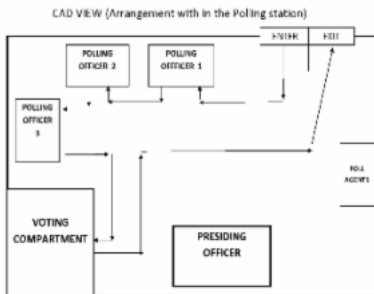 CAD VIEW (Arrangement with in the Polling station)
ENTER EXIT
POLLING
OFFICER 2
POLLING
OFFFICER 1
POLLING
OFFICER
3
POLL
AGENTS
VOTING
COMPARTMENT
PRESIDING
OFFICER